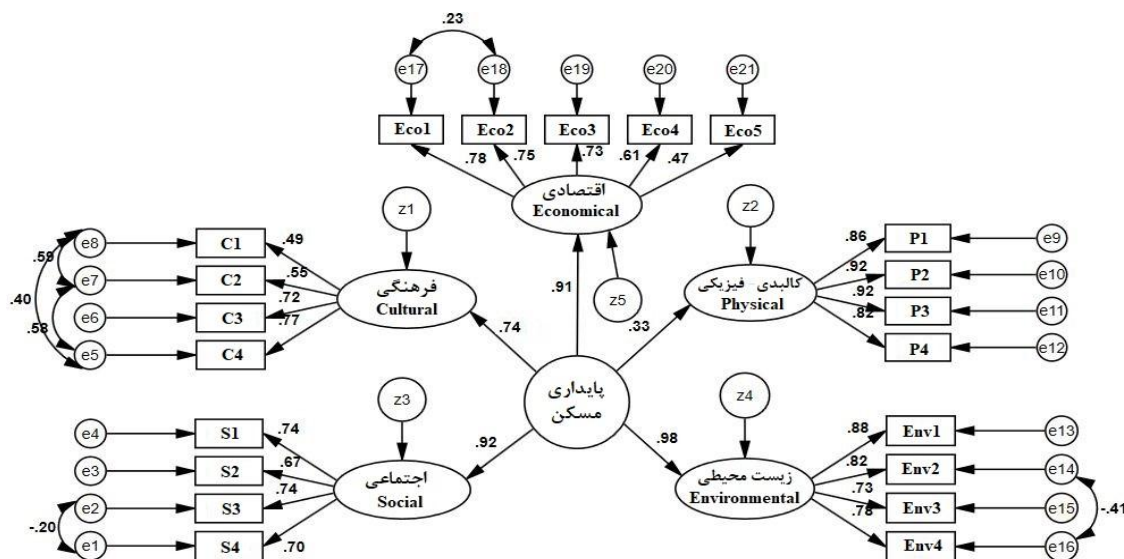 .23
e17 e18 e19 e20 e21
Eco1 Eco2 Eco3 Eco4 Eco5
.78 .75 .73 .61 .47
اقتصادی
Economical
z1 z2
e8 C1 .49
.59
e7 C2 .55
.40
e6 C3 .72
.58
e5 C4 .77
فرهنگی
Cultural
.86 P1 e9
.92 P2 e10
.92 P3 e11
.82 P4 e12
کالبدی - فیزیکی
Physical
.91 z5
.74 .33
پایداری
مسکن
z3 z4
.92 .98
e4 S1 .74
e3 S2 .67
e2 S3 .74
-.20
e1 S4 .70
اجتماعی
Social
زیست محیطی
Environmental
.88 Env1 e13
.82 Env2 e14
-.41
.73 Env3 e15
.78 Env4 e16